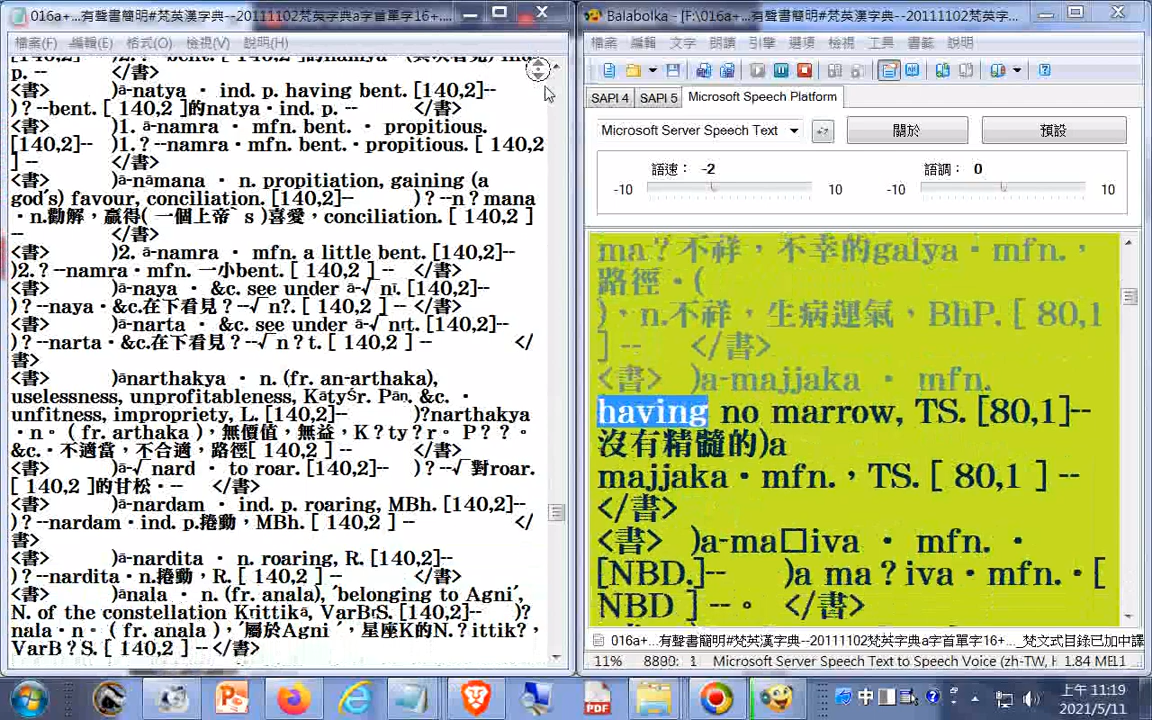 有聲書簡明#梵英漢字典--20111102梵英字典a字首單字16+...
檔案(F) 編輯(E) 格式(O) 檢視(V) 說明(H)
p. -- </書>
<書> )ā-natya · ind. p. having bent. [140,2]--
)? --bent. [ 140,2 ]的natya·ind. p. -- </書>
<書> )1. ā-namra · mfn. bent. · propitious.
[140,2]-- )1. ? --namra·mfn. bent.·propitious. [ 140,2
] -- </書>
<書> )ā-nāmana · n. propitiation, gaining (a
god's) favour, conciliation. [140,2]-- )? --n? mana
·n.勸解，贏得( 一個上帝` s )喜愛，conciliation. [ 140,2 ]
-- </書>
<書> )2. ā-namra · mfn. a little bent. [140,2]--
)2. ? --namra·mfn. 一小bent. [ 140,2 ] -- </書>
<書> )ā-naya · &c. see under ā-√ nī. [140,2]--
)? --naya·&c.在下看見? --√ n?. [ 140,2 ] -- </書>
<書> )ā-narta · &c. see under ā-√ nṛt. [140,2]--
)? --narta·&c.在下看見? --√ n ? t. [ 140,2 ] -- </
書>
<書> )ānarthakya · n. (fr. an-arthaka),
uselessness, unprofitableness, KātyŚr. Pāṇ. &c. ·
unfitness, impropriety, L. [140,2]-- )?narthakya
·n。( fr. arthaka )，無價值，無益，K ? ty ? r。P ? ? 。
&c.·不適當，不合適，路徑[ 140,2 ] -- </書>
<書> )ā-√ nard · to roar. [140,2]-- )? --√ 對roar.
[ 140,2 ]的甘松。-- </書>
<書> )ā-nardam · ind. p. roaring, MBh. [140,2]--
)? --nardam·ind. p.捲動，MBh. [ 140,2 ] -- </
書>
<書> )ā-nardita · n. roaring, R. [140,2]--
)? --nardita·n.捲動，R. [ 140,2 ] -- </書>
<書> )ānala · n. (fr. anala), 'belonging to Agni',
N. of the constellation Kṛittikā, VarBṛS. [140,2]-- )?
nala·n。( fr. anala )，'屬於Agni '，星座K的N. ? ittik?，
VarB ? S. [ 140,2 ] -- </書>
Balabolka - [F:\016a+...有聲書簡明#梵英漢字典--20111102梵英字...
檔案 編輯 文字 朗讀 引擎 選項 檢視 工具 書籤 說明
SAPI 4 SAPI 5 Microsoft Speech Platform
Microsoft Server Speech Text 關於 預設
語速： -2 語調： 0
-10 10 -10 10
ma ? 不祥，不幸的galya·mfn.，
路徑·(
)、n.不祥，生病運氣，BhP. [ 80,1
] -- </書>
<書> )a-majjaka · mfn.
having no marrow, TS. [80,1]--
沒有精髓的)a
majjaka·mfn.，TS. [ 80,1 ] --
</書>
<書> )a-ma□iva · mfn. ·
[NBD.]-- )a ma ? iva·mfn.·[
NBD ] --。 </書>
016a+...有聲書簡明#梵英漢字典--20111102梵英字典a字首單字16+..._梵文式目錄已加中譯
11% 8890: 1 Microsoft Server Speech Text to Speech Voice (zh-TW, H 1.84 MB
中
上午 11:19
2021/5/11